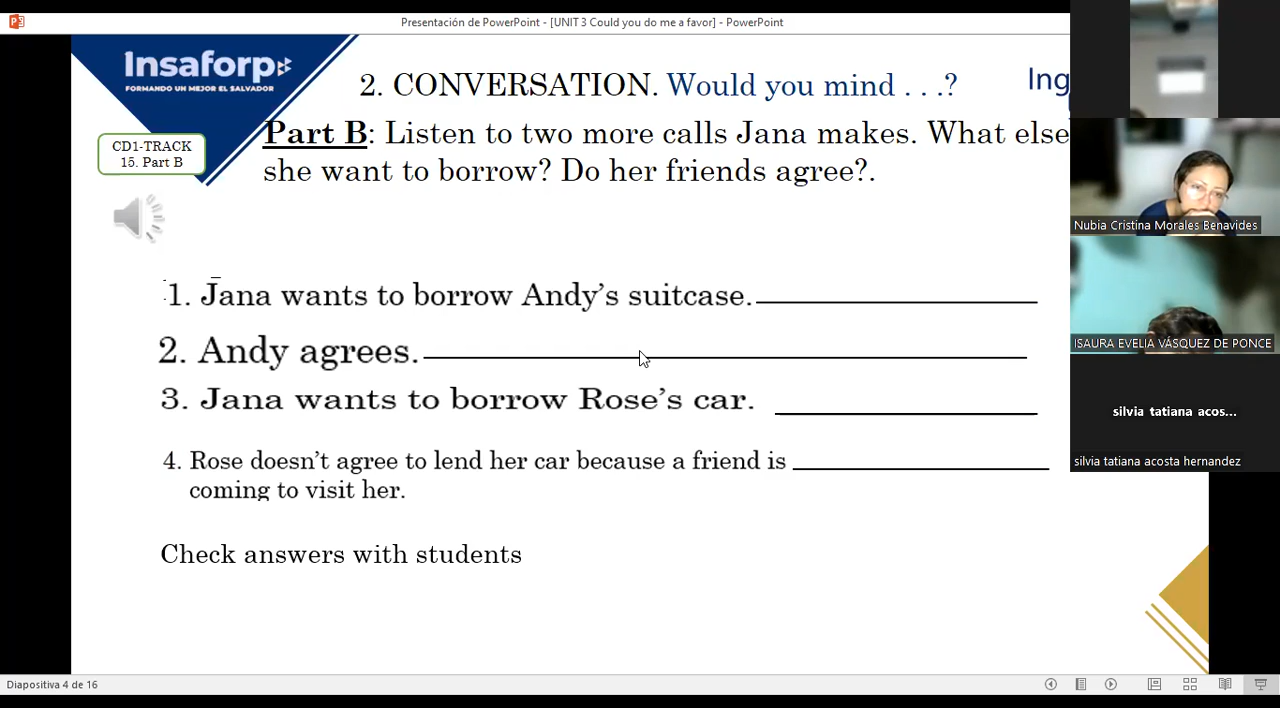 Presentación de PowerPoint - [UNIT 3 Could you do me a favor] - PowerPoint
Insaforp
FORMANDO UN MEJOR EL SALVADOR
2. CONVERSATION. Would you mind . . .?
Ing
CD1-TRACK
15. Part B
Part B: Listen to two more calls Jana makes. What else
she want to borrow? Do her friends agree?.
1. Jana wants to borrow Andy’s suitcase.
2. Andy agrees.
3. Jana wants to borrow Rose’s car.
4. Rose doesn’t agree to lend her car because a friend is
coming to visit her.
Check answers with students
Nubia Cristina Morales Benavides
ISAURA EVELIA VÁSQUEZ DE PONCE
silvia tatiana acos...
silvia tatiana acosta hernandez
Diapositiva 4 de 16